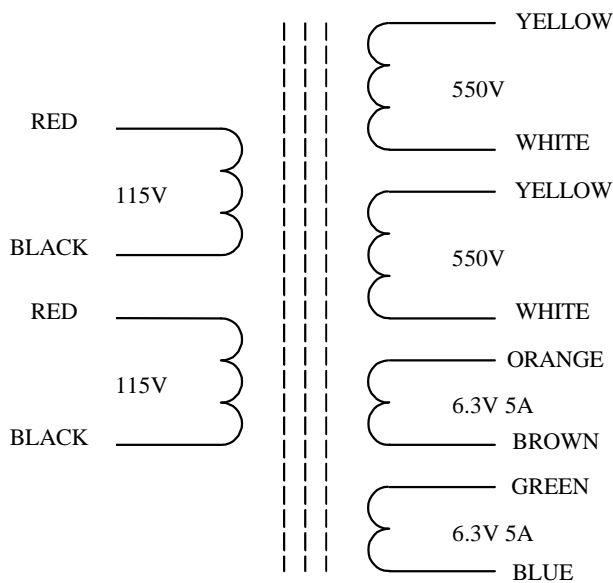 YELLOW
550V
WHITE
RED
115V
BLACK
YELLOW
550V
WHITE
RED
115V
BLACK
ORANGE
6.3V 5A
BROWN
GREEN
6.3V 5A
BLUE